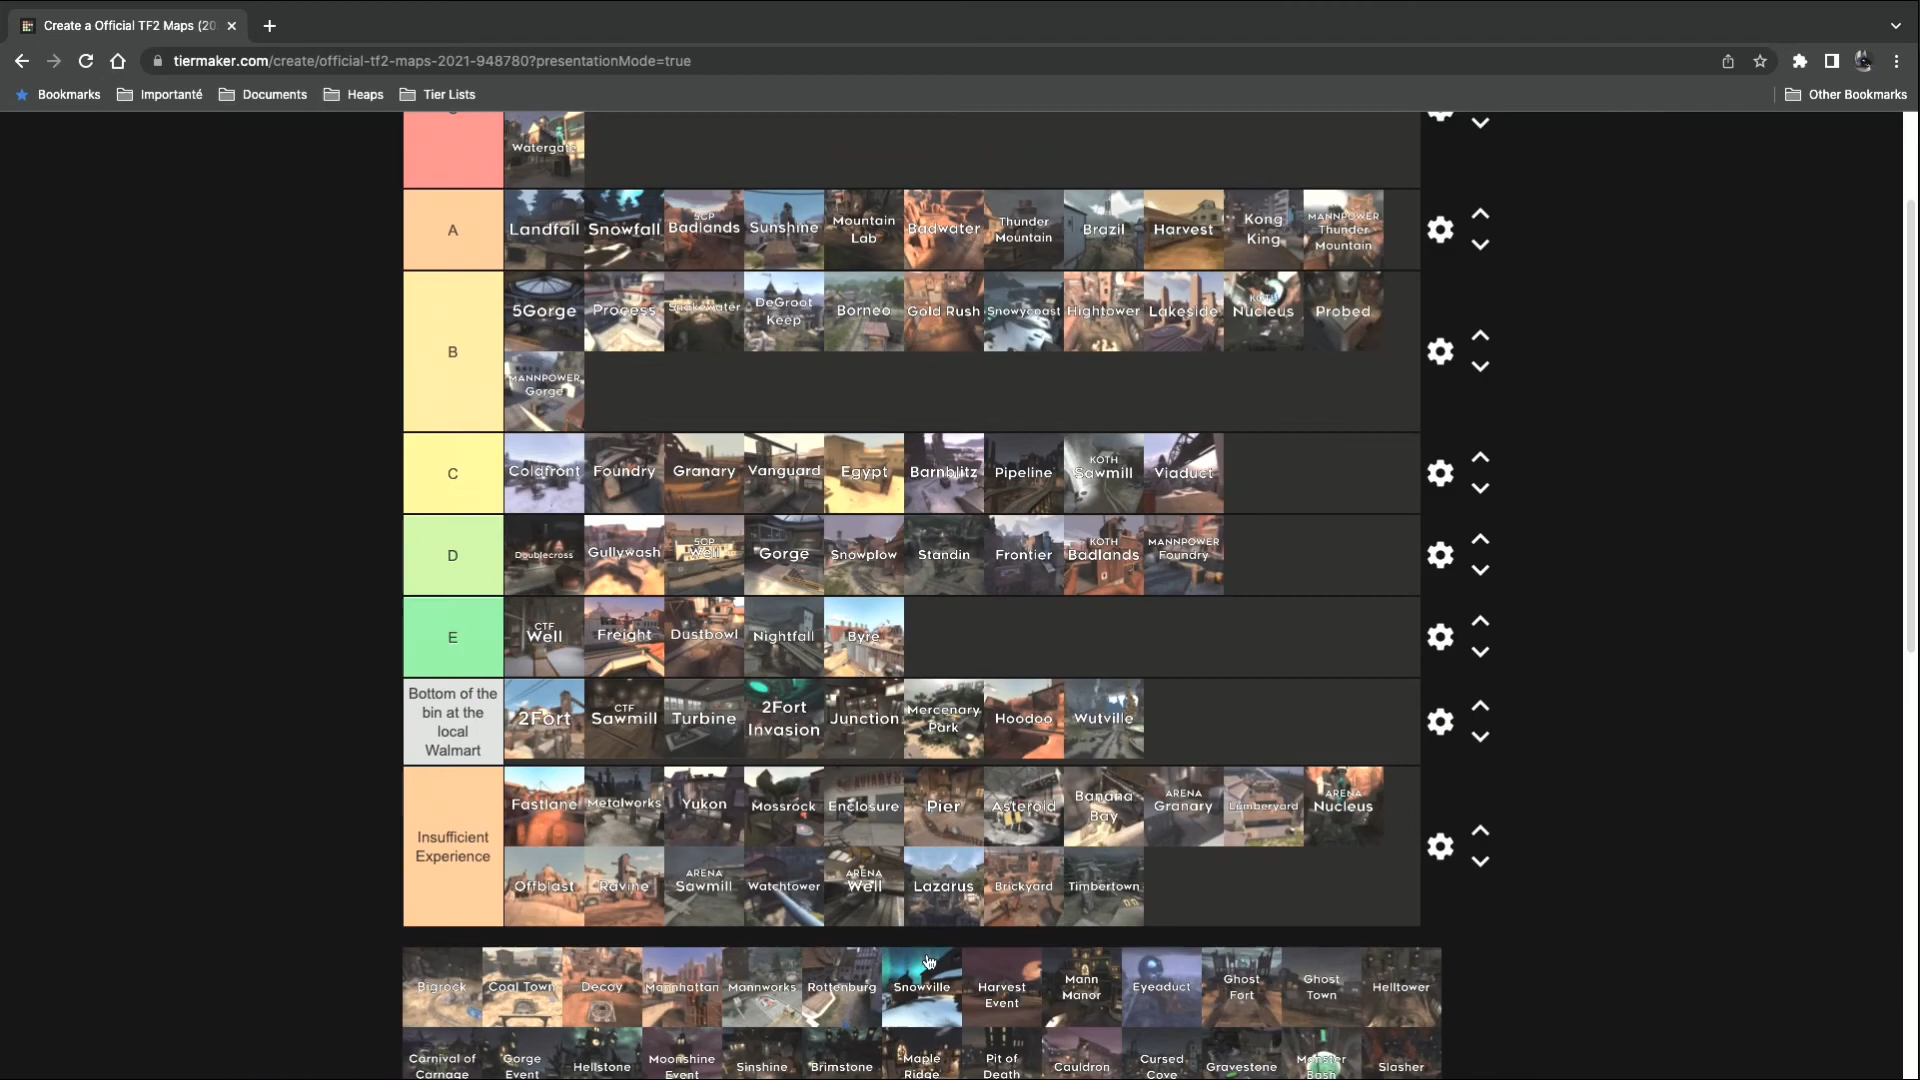 Create a Official TF2 Maps (20
tiermaker.com/create/official-tf2-maps-2021-948780?presentationMode=true
Bookmarks
Importanté
Documents
Heaps
Tier Lists
Other Bookmarks
Watergate
A
Landfall
Snowfall
5CP
Badlands
Sunshine
Mountain
Lab
Badwater
Thunder
Mountain
Brazil
Harvest
Kong
King
MANNPOWER
Thunder
Mountain
B
5Gorge
Process
Snakewater
DeGroot
Keep
Borneo
Gold Rush
Snowycoast
Hightower
Lakeside
KOTH
Nucleus
Probed
MANNPOWER
Gorge
C
Coldfront
Foundry
Granary
Vanguard
Egypt
Barnblitz
Pipeline
KOTH
Sawmill
Viaduct
D
Doublecross
Gullywash
5CP
Well
Gorge
Snowplow
Standin
Frontier
KOTH
Badlands
MANNPOWER
Foundry
E
CTF
Well
Freight
Dustbowl
Nightfall
Byre
Bottom of the
bin at the
local
Walmart
2Fort
CTF
Sawmill
Turbine
2Fort
Invasion
Junction
Mercenary
Park
Hoodoo
Wutville
Insufficient
Experience
Fastlane
Metalworks
Yukon
Mossrock
Enclosure
Pier
Asteroid
Banana
Bay
ARENA
Granary
Lumberyard
ARENA
Nucleus
Offblast
Ravine
ARENA
Sawmill
Watchtower
ARENA
Well
Lazarus
Brickyard
Timbertown
Bigrock
Coal Town
Decoy
Mannhattan
Mannworks
Rottenburg
Snowville
Harvest
Event
Mann
Manor
Eyeaduct
Ghost
Fort
Ghost
Town
Helltower
Carnival of
Carnage
Gorge
Event
Hellstone
Moonshine
Event
Sinshine
Brimstone
Maple
Ridge
Pit of
Death
Cauldron
Cursed
Cove
Gravestone
Monster
Bash
Slasher